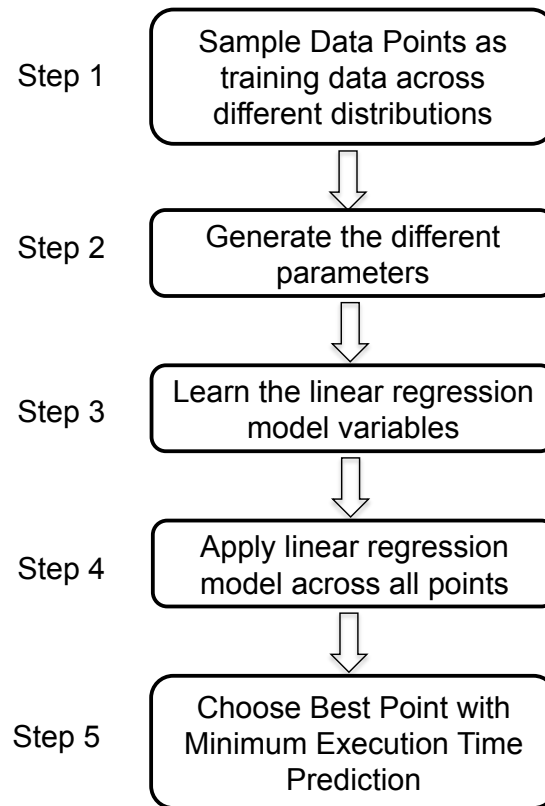 Step 1
Sample Data Points as
training data across
different distributions
Step 2
Generate the different
parameters
Step 3
Learn the linear regression
model variables
Step 4
Apply linear regression
model across all points
Step 5
Choose Best Point with
Minimum Execution Time
Prediction